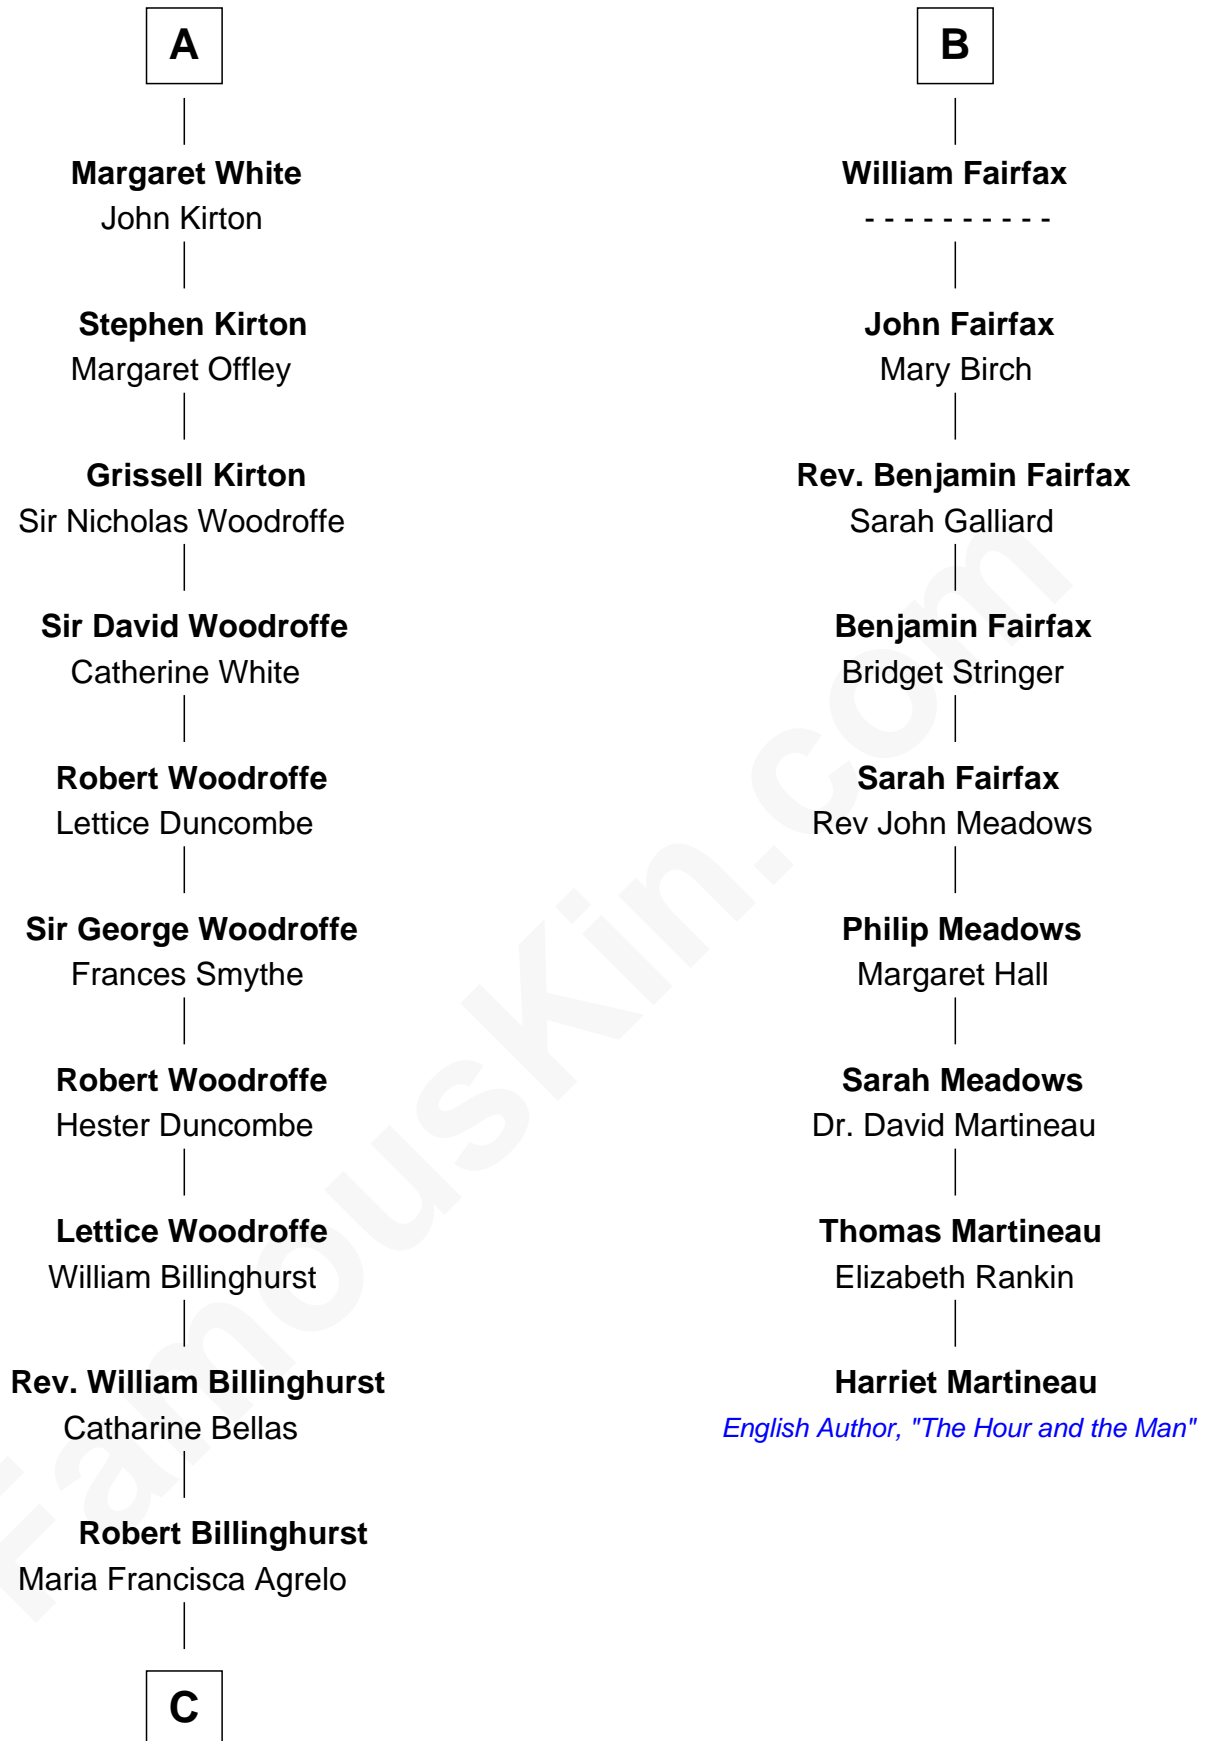 A
Margaret White
John Kirton
Stephen Kirton
Margaret Offley
Grissell Kirton
Sir Nicholas Woodroffe
Sir David Woodroffe
Catherine White
Robert Woodroffe
Lettice Duncombe
Sir George Woodroffe
Frances Smythe
Robert Woodroffe
Hester Duncombe
Lettice Woodroffe
William Billinghurst
Rev. William Billinghurst
Catharine Bellas
Robert Billinghurst
Maria Francisca Agrelo
C
B
William Fairfax
- - - - - - - - - -
John Fairfax
Mary Birch
Rev. Benjamin Fairfax
Sarah Galliard
Benjamin Fairfax
Bridget Stringer
Sarah Fairfax
Rev John Meadows
Philip Meadows
Margaret Hall
Sarah Meadows
Dr. David Martineau
Thomas Martineau
Elizabeth Rankin
Harriet Martineau
English Author, "The Hour and the Man"
FamousKin.com